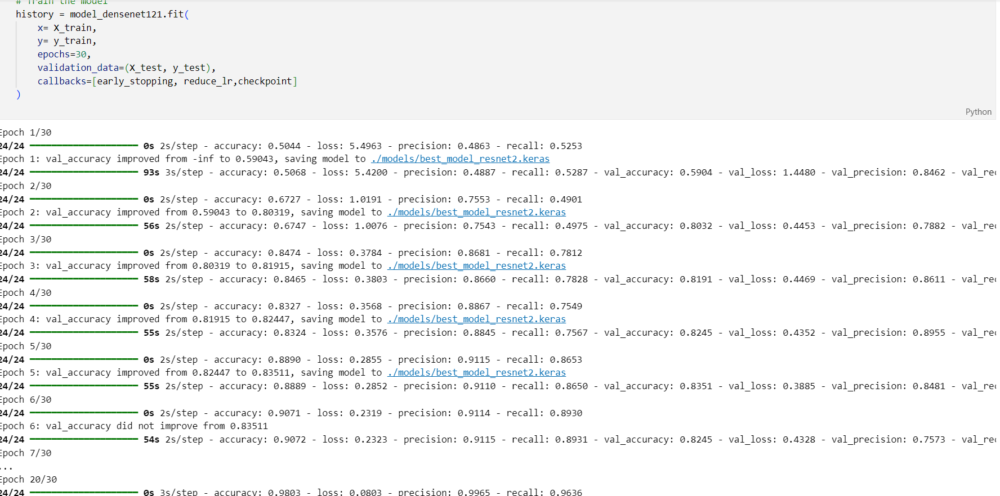 # Train the model
history = model_densenet121.fit(
    x= X_train,
    y= y_train,
    epochs=30,
    validation_data=(X_test, y_test),
    callbacks=[early_stopping, reduce_lr,checkpoint]
)
Python
Epoch 1/30
24/24 ━━━━━━━━━━━━━━━━━━━━ 0s 2s/step - accuracy: 0.5044 - loss: 5.4963 - precision: 0.4863 - recall: 0.5253
Epoch 1: val_accuracy improved from -inf to 0.59043, saving model to ./models/best_model_resnet2.keras
24/24 ━━━━━━━━━━━━━━━━━━━━ 93s 3s/step - accuracy: 0.5068 - loss: 5.4200 - precision: 0.4887 - recall: 0.5287 - val_accuracy: 0.5904 - val_loss: 1.4480 - val_precision: 0.8462 - val_rec
Epoch 2/30
24/24 ━━━━━━━━━━━━━━━━━━━━ 0s 2s/step - accuracy: 0.6727 - loss: 1.0191 - precision: 0.7553 - recall: 0.4901
Epoch 2: val_accuracy improved from 0.59043 to 0.80319, saving model to ./models/best_model_resnet2.keras
24/24 ━━━━━━━━━━━━━━━━━━━━ 56s 2s/step - accuracy: 0.6747 - loss: 1.0076 - precision: 0.7543 - recall: 0.4975 - val_accuracy: 0.8032 - val_loss: 0.4453 - val_precision: 0.7882 - val_rec
Epoch 3/30
24/24 ━━━━━━━━━━━━━━━━━━━━ 0s 2s/step - accuracy: 0.8474 - loss: 0.3784 - precision: 0.8681 - recall: 0.7812
Epoch 3: val_accuracy improved from 0.80319 to 0.81915, saving model to ./models/best_model_resnet2.keras
24/24 ━━━━━━━━━━━━━━━━━━━━ 58s 2s/step - accuracy: 0.8465 - loss: 0.3803 - precision: 0.8660 - recall: 0.7828 - val_accuracy: 0.8191 - val_loss: 0.4469 - val_precision: 0.8611 - val_rec
Epoch 4/30
24/24 ━━━━━━━━━━━━━━━━━━━━ 0s 2s/step - accuracy: 0.8327 - loss: 0.3568 - precision: 0.8867 - recall: 0.7549
Epoch 4: val_accuracy improved from 0.81915 to 0.82447, saving model to ./models/best_model_resnet2.keras
24/24 ━━━━━━━━━━━━━━━━━━━━ 55s 2s/step - accuracy: 0.8324 - loss: 0.3576 - precision: 0.8845 - recall: 0.7567 - val_accuracy: 0.8245 - val_loss: 0.4352 - val_precision: 0.8955 - val_rec
Epoch 5/30
24/24 ━━━━━━━━━━━━━━━━━━━━ 0s 2s/step - accuracy: 0.8890 - loss: 0.2855 - precision: 0.9115 - recall: 0.8653
Epoch 5: val_accuracy improved from 0.82447 to 0.83511, saving model to ./models/best_model_resnet2.keras
24/24 ━━━━━━━━━━━━━━━━━━━━ 55s 2s/step - accuracy: 0.8889 - loss: 0.2852 - precision: 0.9110 - recall: 0.8650 - val_accuracy: 0.8351 - val_loss: 0.3885 - val_precision: 0.8481 - val_rec
Epoch 6/30
24/24 ━━━━━━━━━━━━━━━━━━━━ 0s 2s/step - accuracy: 0.9071 - loss: 0.2319 - precision: 0.9114 - recall: 0.8930
Epoch 6: val_accuracy did not improve from 0.83511
24/24 ━━━━━━━━━━━━━━━━━━━━ 54s 2s/step - accuracy: 0.9072 - loss: 0.2323 - precision: 0.9115 - recall: 0.8931 - val_accuracy: 0.8245 - val_loss: 0.4328 - val_precision: 0.7573 - val_rec
Epoch 7/30
...
Epoch 20/30
24/24 ━━━━━━━━━━━━━━━━━━━━ 0s 3s/step - accuracy: 0.9803 - loss: 0.0803 - precision: 0.9965 - recall: 0.9636